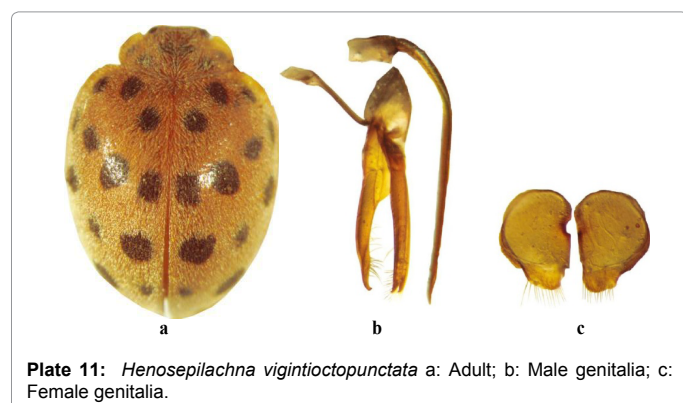 a
b
c
Plate 11: Henosepilachna vigintioctopunctata a: Adult; b: Male genitalia; c:
Female genitalia.